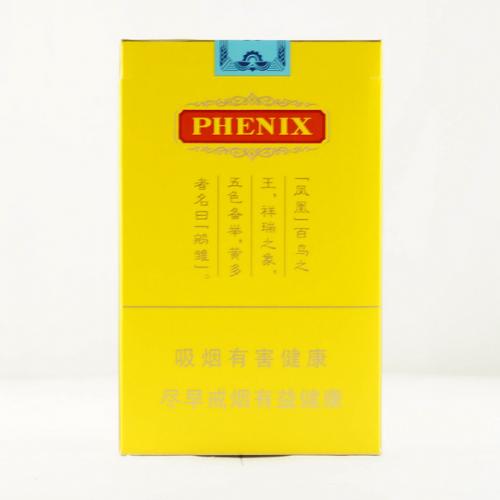 PHENIX
「凤凰」百鸟之
王，祥瑞之象，
五色备举，黄多
者名曰「鹓雏」。
吸烟有害健康
尽早戒烟有益健康